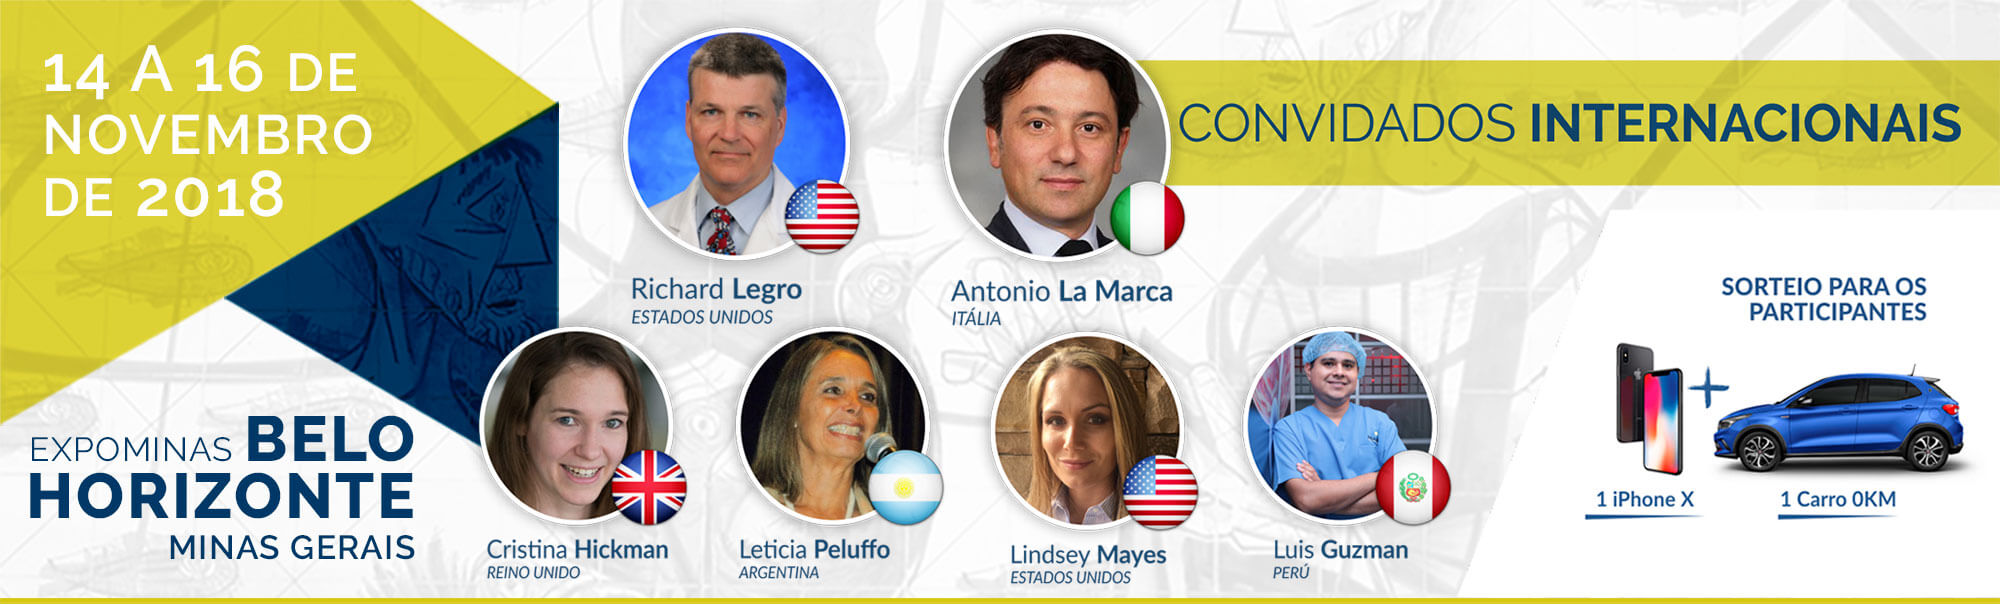 14 A 16 DE
NOVEMBRO
DE 2018
EXPOMINAS BELO
HORIZONTE
MINAS GERAIS
CONVIDADOS INTERNACIONAIS
Richard Legro
ESTADOS UNIDOS
Antonio La Marca
ITÁLIA
Cristina Hickman
REINO UNIDO
Leticia Peluffo
ARGENTINA
Lindsey Mayes
ESTADOS UNIDOS
Luis Guzman
PERÚ
SORTEIO PARA OS
PARTICIPANTES
1 iPhone X
1 Carro 0KM